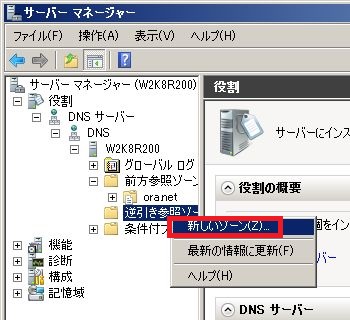 サーバー マネージャー
ファイル(F) 操作(A) 表示(V) ヘルプ(H)
サーバー マネージャー (W2K8R200)
役割
DNS サーバー
DNS
W2K8R200
グローバル ログ
前方参照ゾーン
ora.net
逆引き参照ゾー
条件付フ
機能
診断
構成
記憶域
新しいゾーン(Z)...
最新の情報に更新(F)
ヘルプ(H)
役割
サーバーにインス
役割の概要
個をイン
バー
DNS サーバー